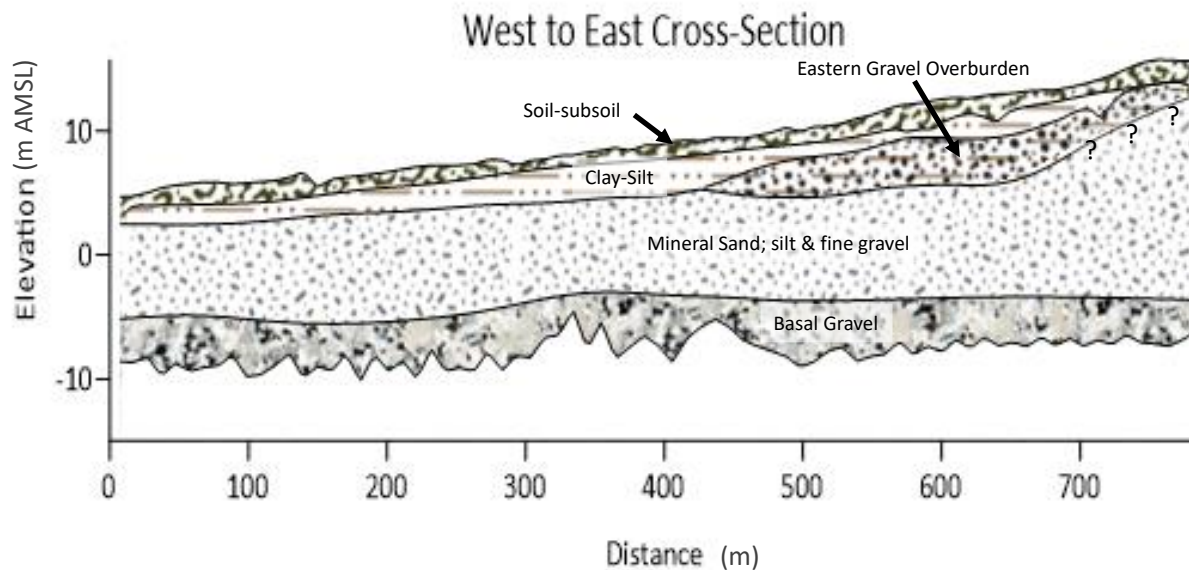 West to East Cross-Section
Eastern Gravel Overburden
Soil-subsoil
Clay-Silt
Mineral Sand; silt & fine gravel
Basal Gravel
? ? ?
Elevation (m AMSL)
10
0
-10
0 100 200 300 400 500 600 700
Distance (m)